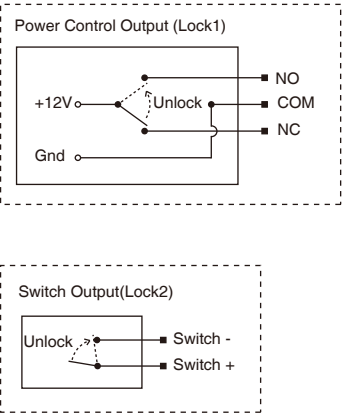 Power Control Output (Lock1)
NO
+12V
Unlock
COM
NC
Gnd
Switch Output(Lock2)
Unlock
Switch -
Switch +